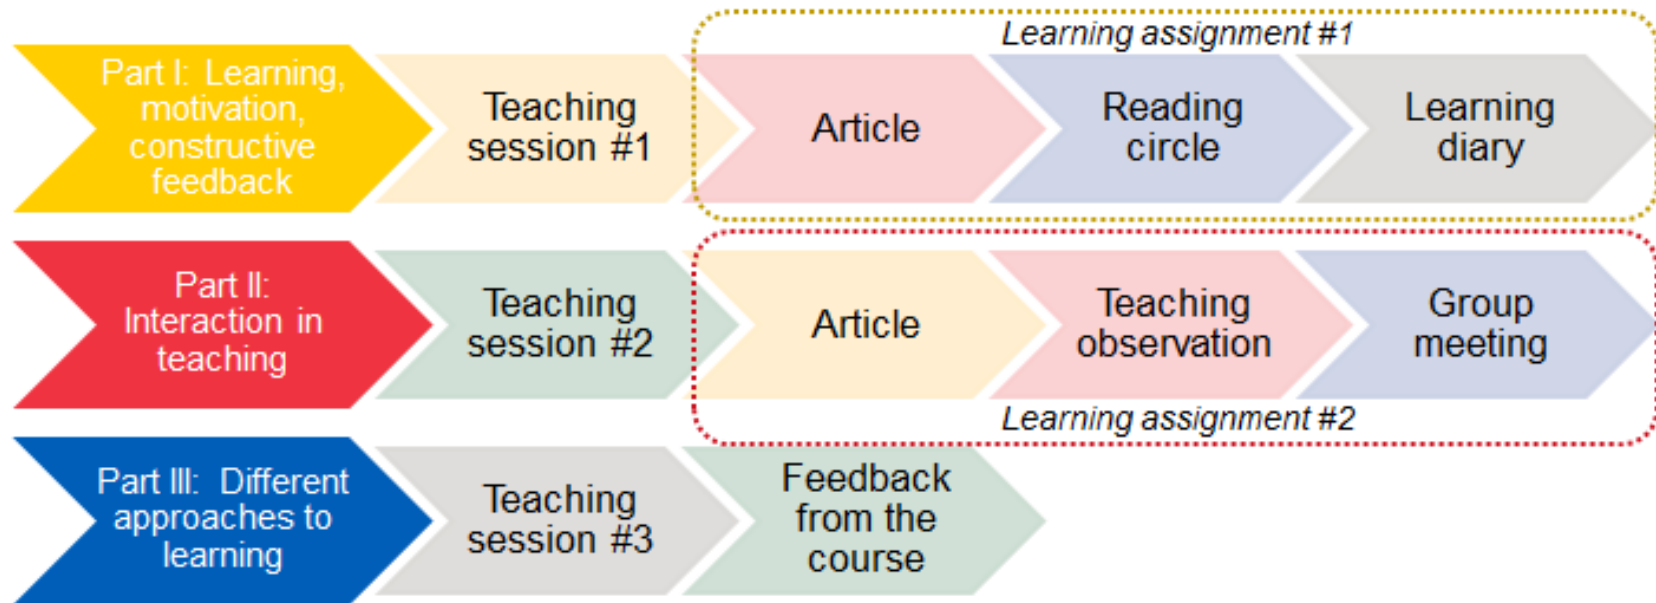 Learning assignment #1
Part I: Learning,
motivation,
constructive
feedback
Teaching
session #1
Article
Reading
circle
Learning
diary
Part II:
Interaction in
teaching
Teaching
session #2
Article
Teaching
observation
Group
meeting
Learning assignment #2
Part III: Different
approaches to
learning
Teaching
session #3
Feedback
from the
course